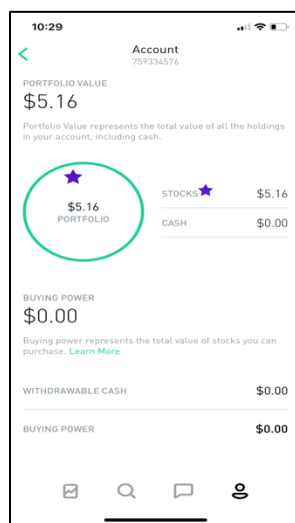 10:29
Account
759334576
PORTFOLIO VALUE
$5.16
Portfolio Value represents the total value of all the holdings
in your account, including cash.
$5.16
PORTFOLIO
STOCKS $5.16
CASH $0.00
BUYING POWER
$0.00
Buying power represents the total value of stocks you can
purchase. Learn More
WITHDRAWABLE CASH $0.00
BUYING POWER $0.00